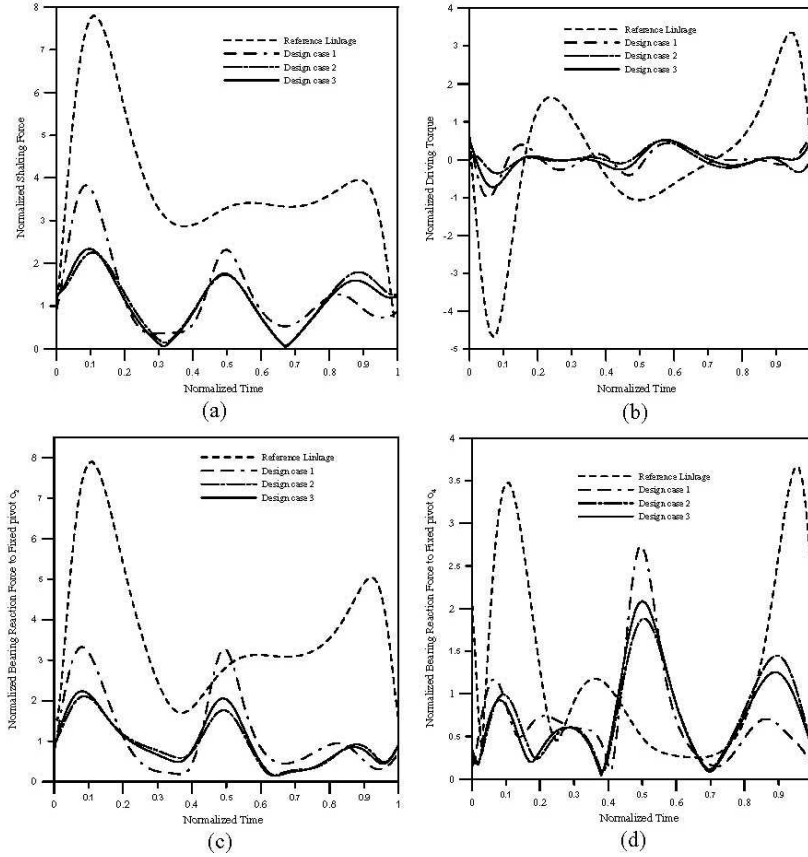 8
7
6
5
4
3
2
1
0
Normalized Shaking Force
Reference Linkage
Design case 1
Design case 2
Design case 3
0 0.1 0.2 0.3 0.4 0.5 0.6 0.7 0.8 0.9 1
Normalized Time
(a)
4
3
2
1
0
-1
-2
-3
-4
-5
Normalized Driving Torque
Reference Linkage
Design case 1
Design case 2
Design case 3
0 0.1 0.2 0.3 0.4 0.5 0.6 0.7 0.8 0.9
Normalized Time
(b)
8
7
6
5
4
3
2
1
0
Normalized Bearing Reaction Force to Fixed pivot o₂
Reference Linkage
Design case 1
Design case 2
Design case 3
0 0.1 0.2 0.3 0.4 0.5 0.6 0.7 0.8 0.9 1
Normalized Time
(c)
4
3.5
3
2.5
2
1.5
1
0.5
0
Normalized Bearing Reaction Force to Fixed pivot o₄
Reference Linkage
Design case 1
Design case 2
Design case 3
0 0.1 0.2 0.3 0.4 0.5 0.6 0.7 0.8 0.9
Normalized Time
(d)